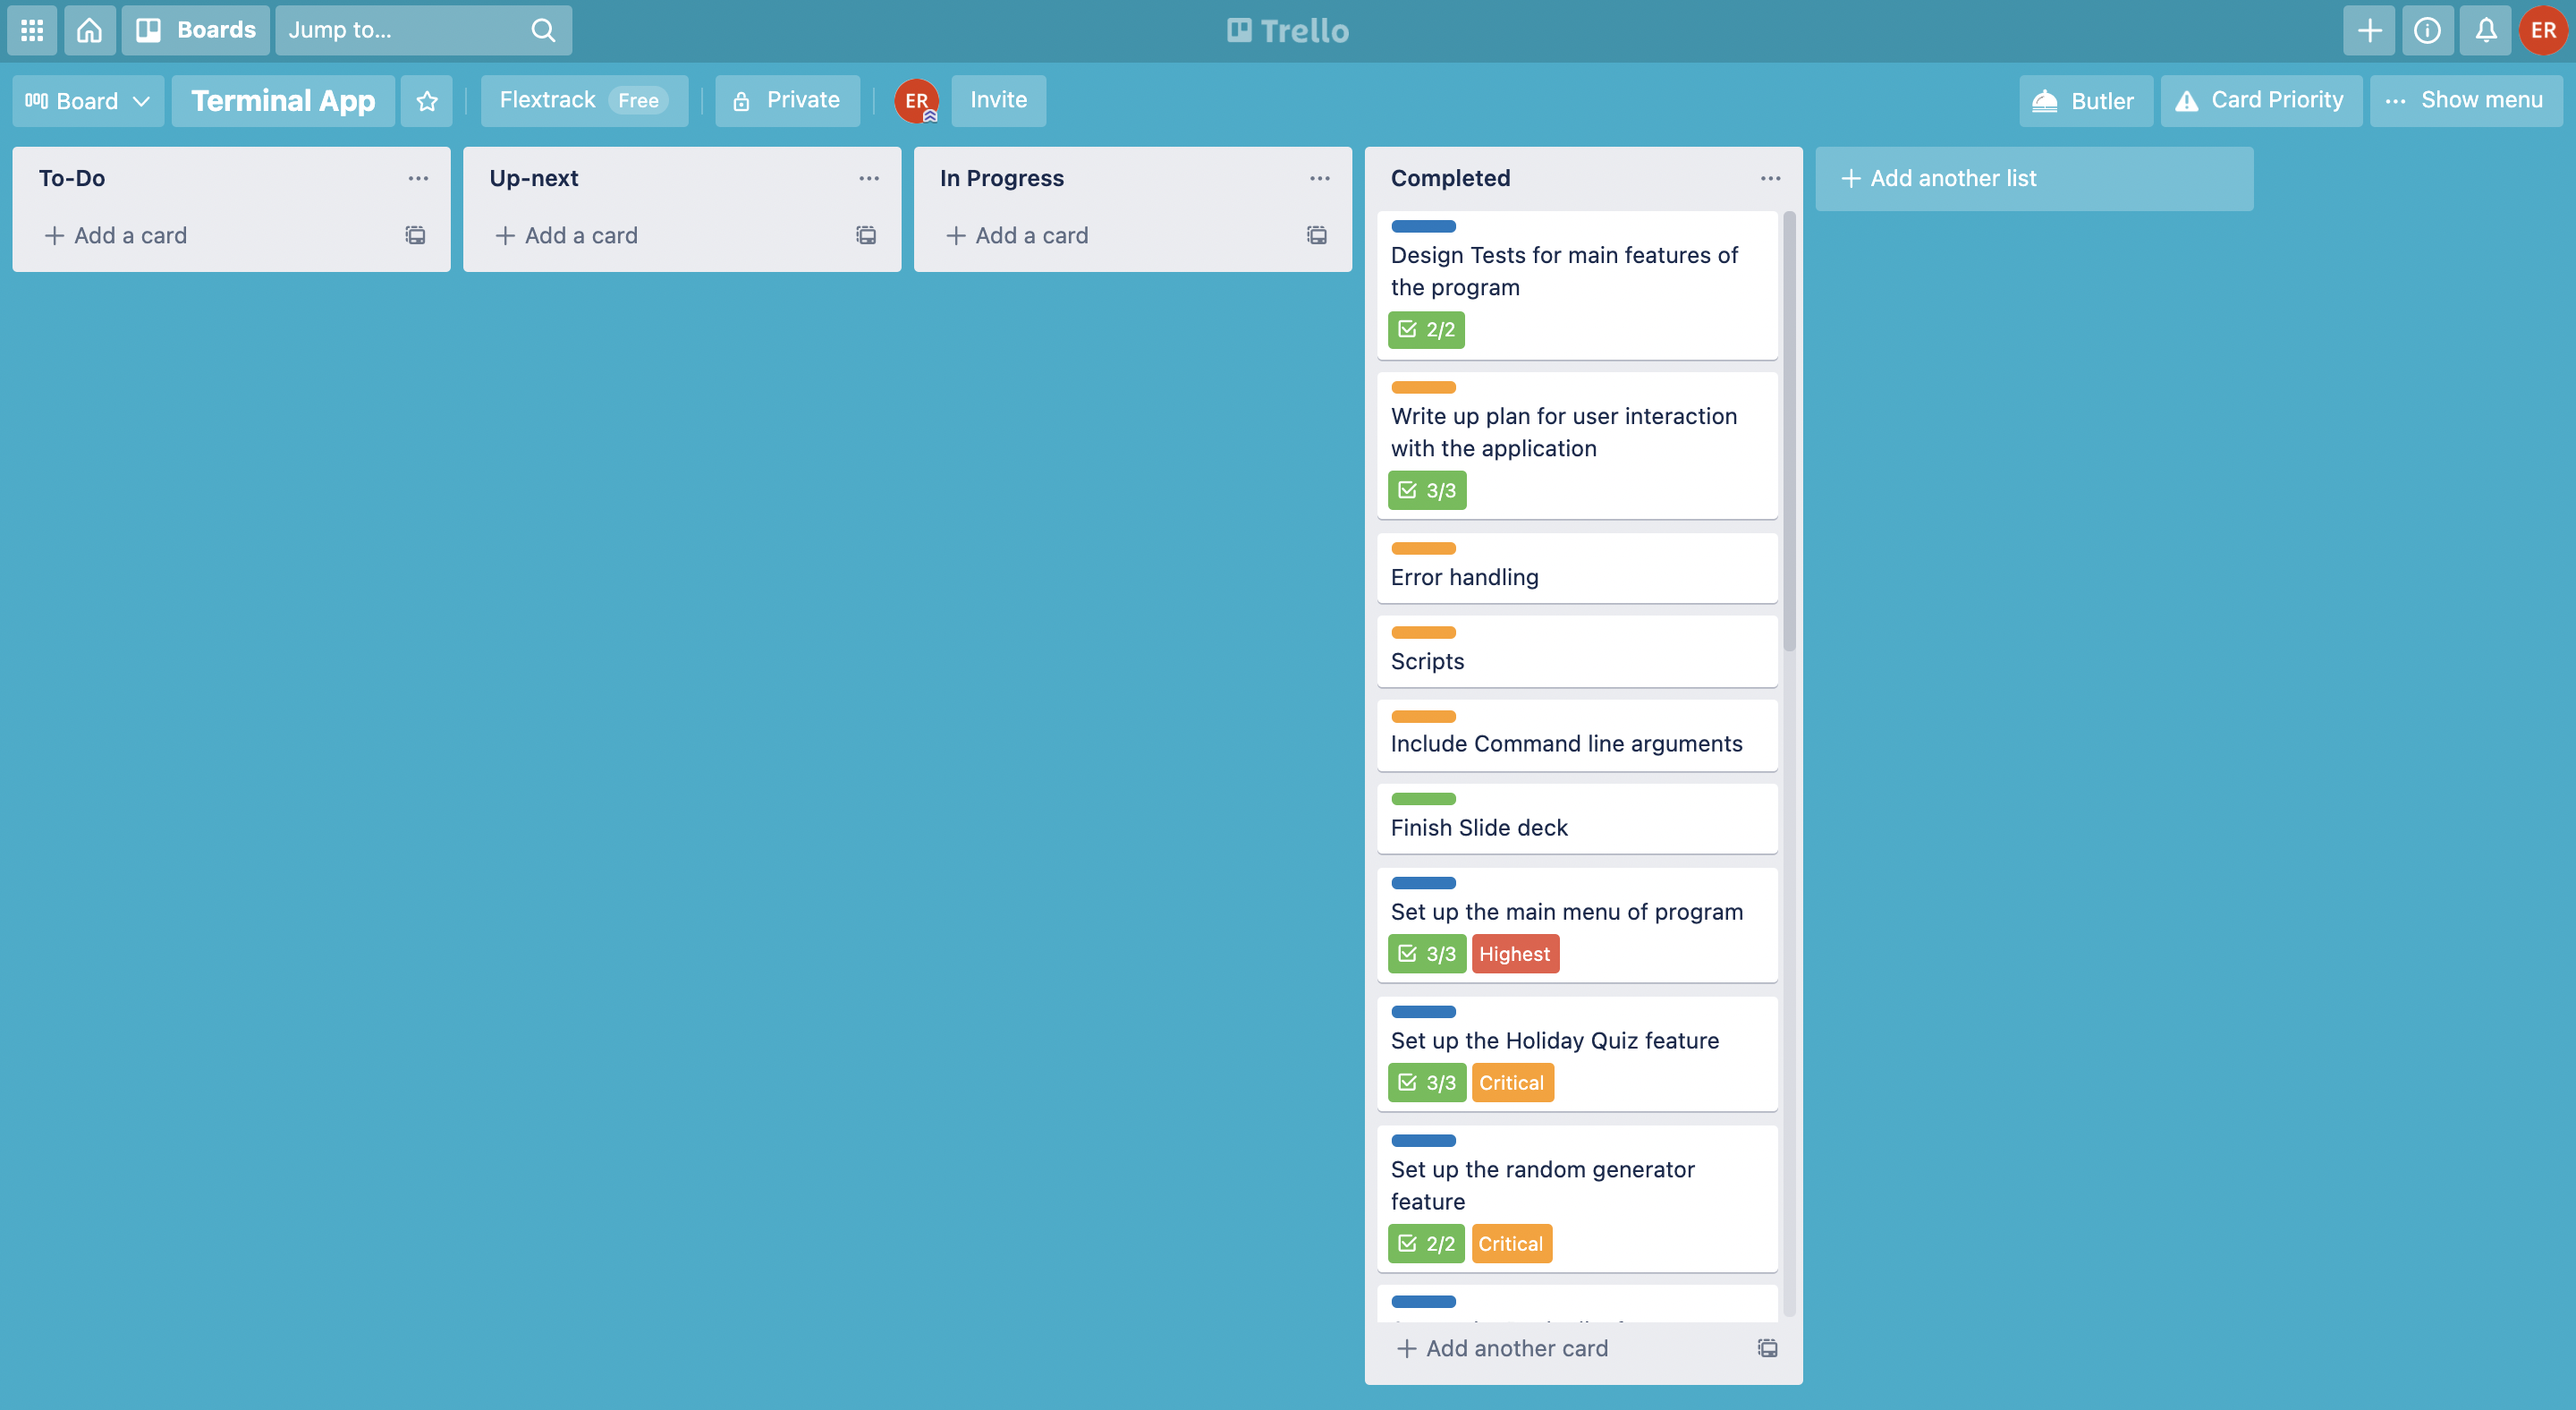 Boards
Jump to...
Trello
ER
Board
Terminal App
Flextrack Free
Private
ER
Invite
Butler
Card Priority
Show menu
To-Do
Add a card
Up-next
Add a card
In Progress
Add a card
Completed
Design Tests for main features of
the program
2/2
Write up plan for user interaction
with the application
3/3
Error handling
Scripts
Include Command line arguments
Finish Slide deck
Set up the main menu of program
3/3 Highest
Set up the Holiday Quiz feature
3/3 Critical
Set up the random generator
feature
2/2 Critical
Add another card
Add another list